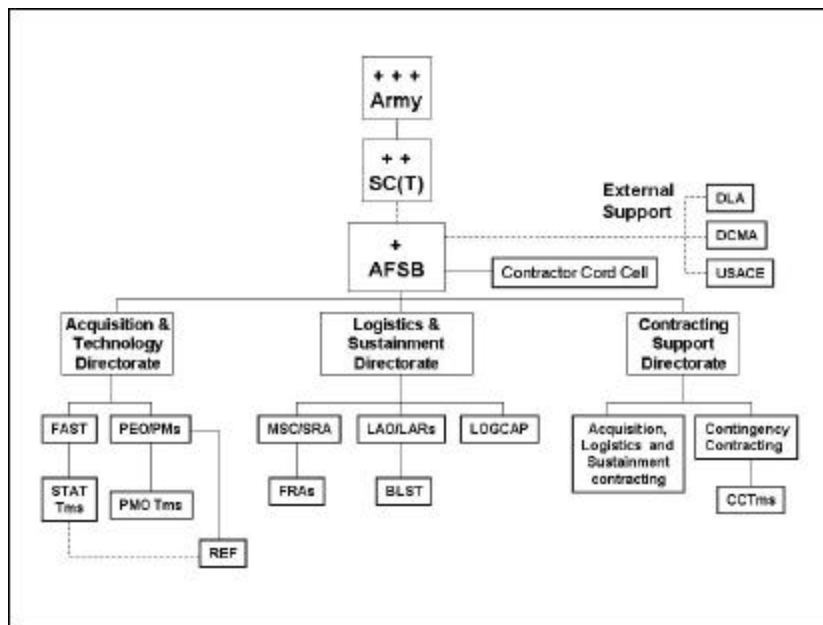 + + +
Army
+ +
SC(T)
External
Support
DLA
DCMA
USACE
+
AFSB
Contractor Cord Cell
Acquisition &
Technology
Directorate
Logistics &
Sustainment
Directorate
Contracting
Support
Directorate
FAST
PEO/PMs
MSC/SRA
LAO/LARs
LOGCAP
Acquisition,
Logistics and
Sustainment
contracting
Contingency
Contracting
STAT
Tms
PMO Tms
FRAs
BLST
CCTms
REF